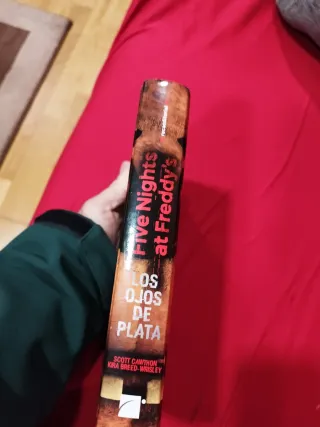 Five Nights
at Freddy's
LOS
OJOS
DE
PLATA
SCOTT CAWTHON
KIRA BREED-WRISLEY